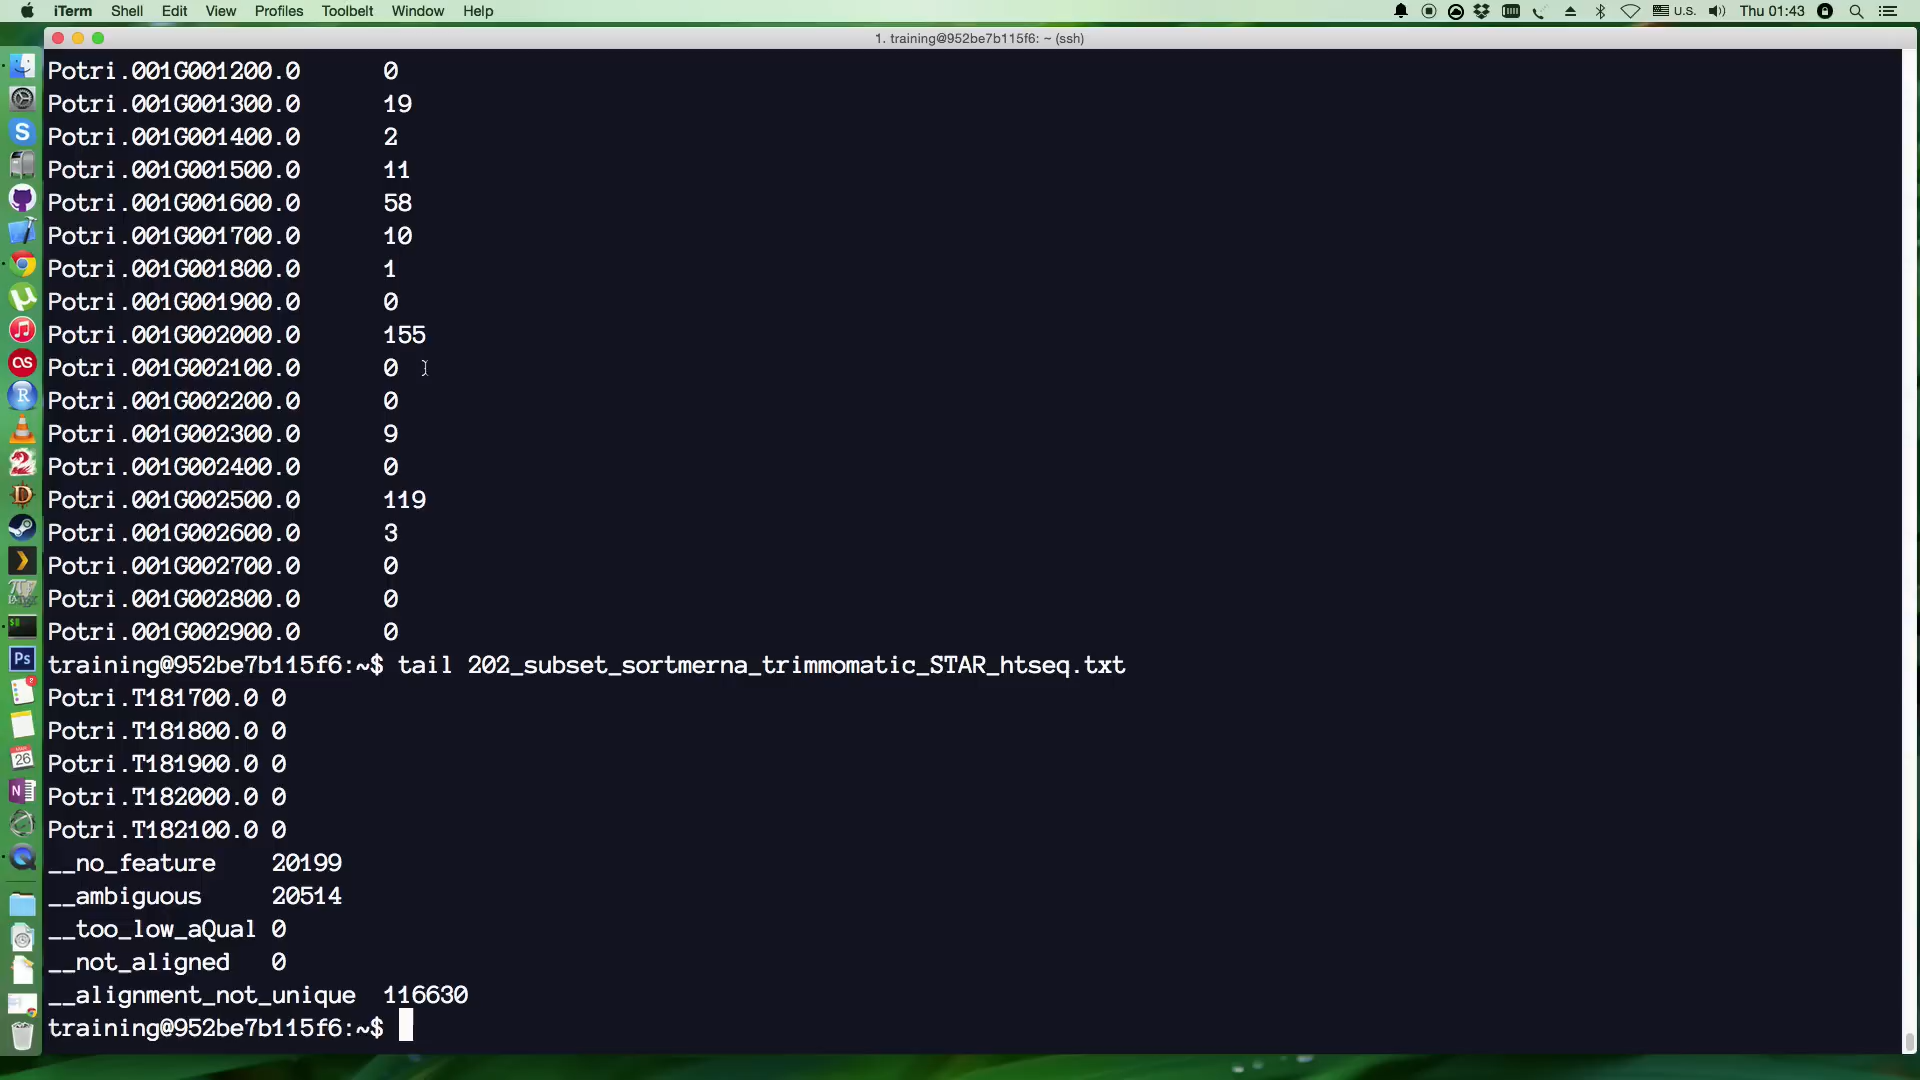 iTerm Shell Edit View Profiles Toolbelt Window Help U.S. Thu 01:43
1. training@952be7b115f6: ~ (ssh)
Potri.001G001200.0 0
Potri.001G001300.0 19
Potri.001G001400.0 2
Potri.001G001500.0 11
Potri.001G001600.0 58
Potri.001G001700.0 10
Potri.001G001800.0 1
Potri.001G001900.0 0
Potri.001G002000.0 155
Potri.001G002100.0 0
Potri.001G002200.0 0
Potri.001G002300.0 9
Potri.001G002400.0 0
Potri.001G002500.0 119
Potri.001G002600.0 3
Potri.001G002700.0 0
Potri.001G002800.0 0
Potri.001G002900.0 0
training@952be7b115f6:~$ tail 202_subset_sortmerna_trimmomatic_STAR_htseq.txt
Potri.T181700.0 0
Potri.T181800.0 0
Potri.T181900.0 0
Potri.T182000.0 0
Potri.T182100.0 0
__no_feature 20199
__ambiguous 20514
__too_low_aQual 0
__not_aligned 0
__alignment_not_unique 116630
training@952be7b115f6:~$